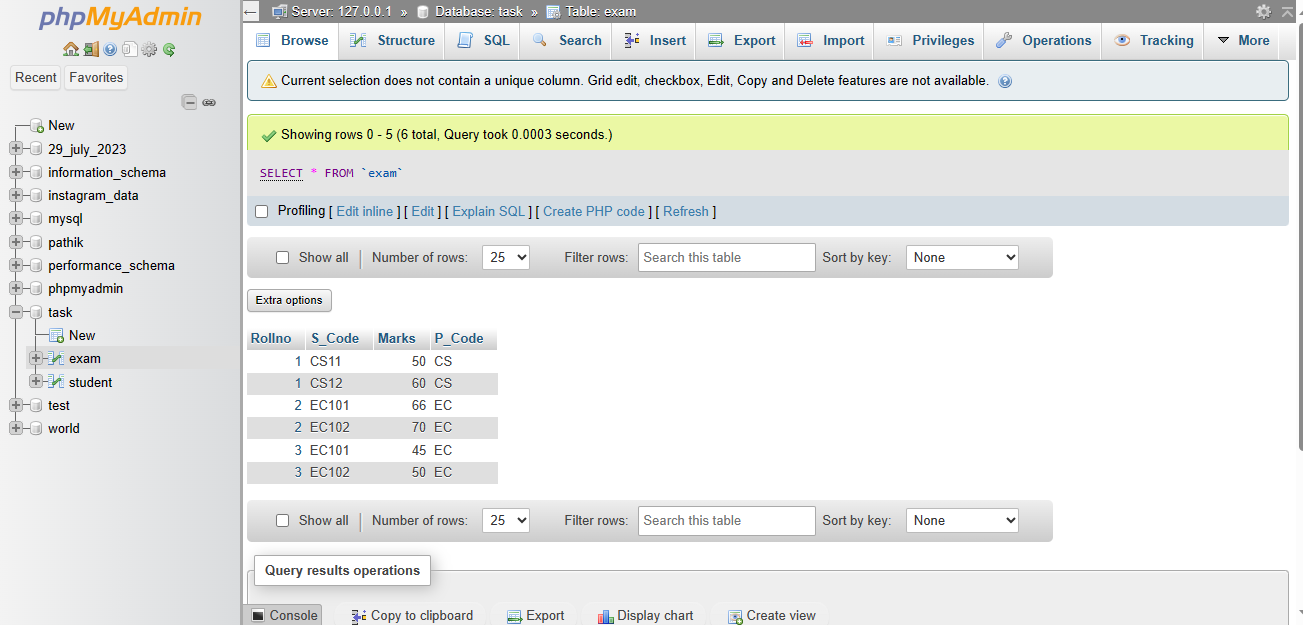 phpMyAdmin
Recent Favorites
New
29_july_2023
information_schema
instagram_data
mysql
pathik
performance_schema
phpmyadmin
task
New
exam
student
test
world
Server: 127.0.0.1 » Database: task » Table: exam
Browse Structure SQL Search Insert Export Import Privileges Operations Tracking More
Current selection does not contain a unique column. Grid edit, checkbox, Edit, Copy and Delete features are not available.
Showing rows 0 - 5 (6 total, Query took 0.0003 seconds.)
SELECT * FROM `exam`
Profiling [ Edit inline ] [ Edit ] [ Explain SQL ] [ Create PHP code ] [ Refresh ]
Show all Number of rows: 25 Filter rows: Search this table Sort by key: None
Extra options
Rollno S_Code Marks P_Code
1 CS11 50 CS
1 CS12 60 CS
2 EC101 66 EC
2 EC102 70 EC
3 EC101 45 EC
3 EC102 50 EC
Show all Number of rows: 25 Filter rows: Search this table Sort by key: None
Query results operations
Console Copy to clipboard Export Display chart Create view